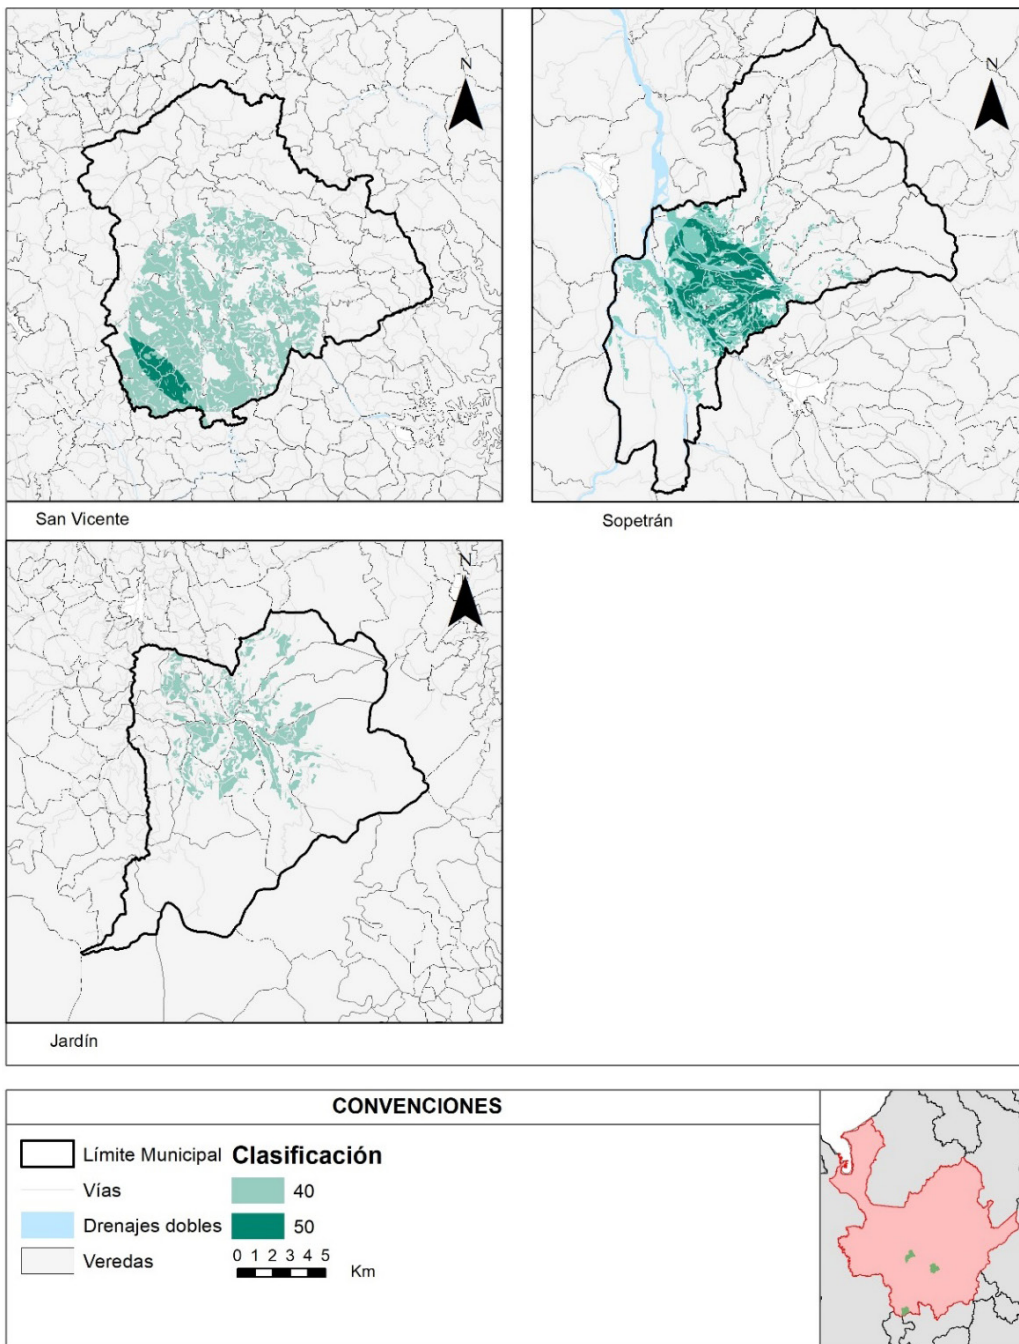 N
N
San Vicente
Sopetrán
N
Jardín
CONVENCIONES
Límite Municipal
Clasificación
Vías
40
Drenajes dobles
50
Veredas
0 1 2 3 4 5
Km